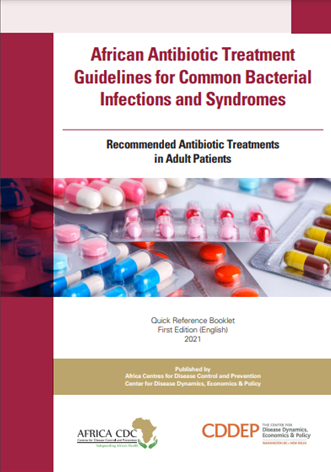 African Antibiotic Treatment
Guidelines for Common Bacterial
Infections and Syndromes
Recommended Antibiotic Treatments
in Adult Patients
Quick Reference Booklet
First Edition (English)
2021
Published by
Africa Centres for Disease Control and Prevention
Center for Disease Dynamics, Economics & Policy
AFRICA CDC
Centres for Disease Control and Prevention
Safeguarding Africa's Health
CDDEP
THE CENTER FOR
Disease Dynamics,
Economics & Policy
WASHINGTON DC • NEW DELHI